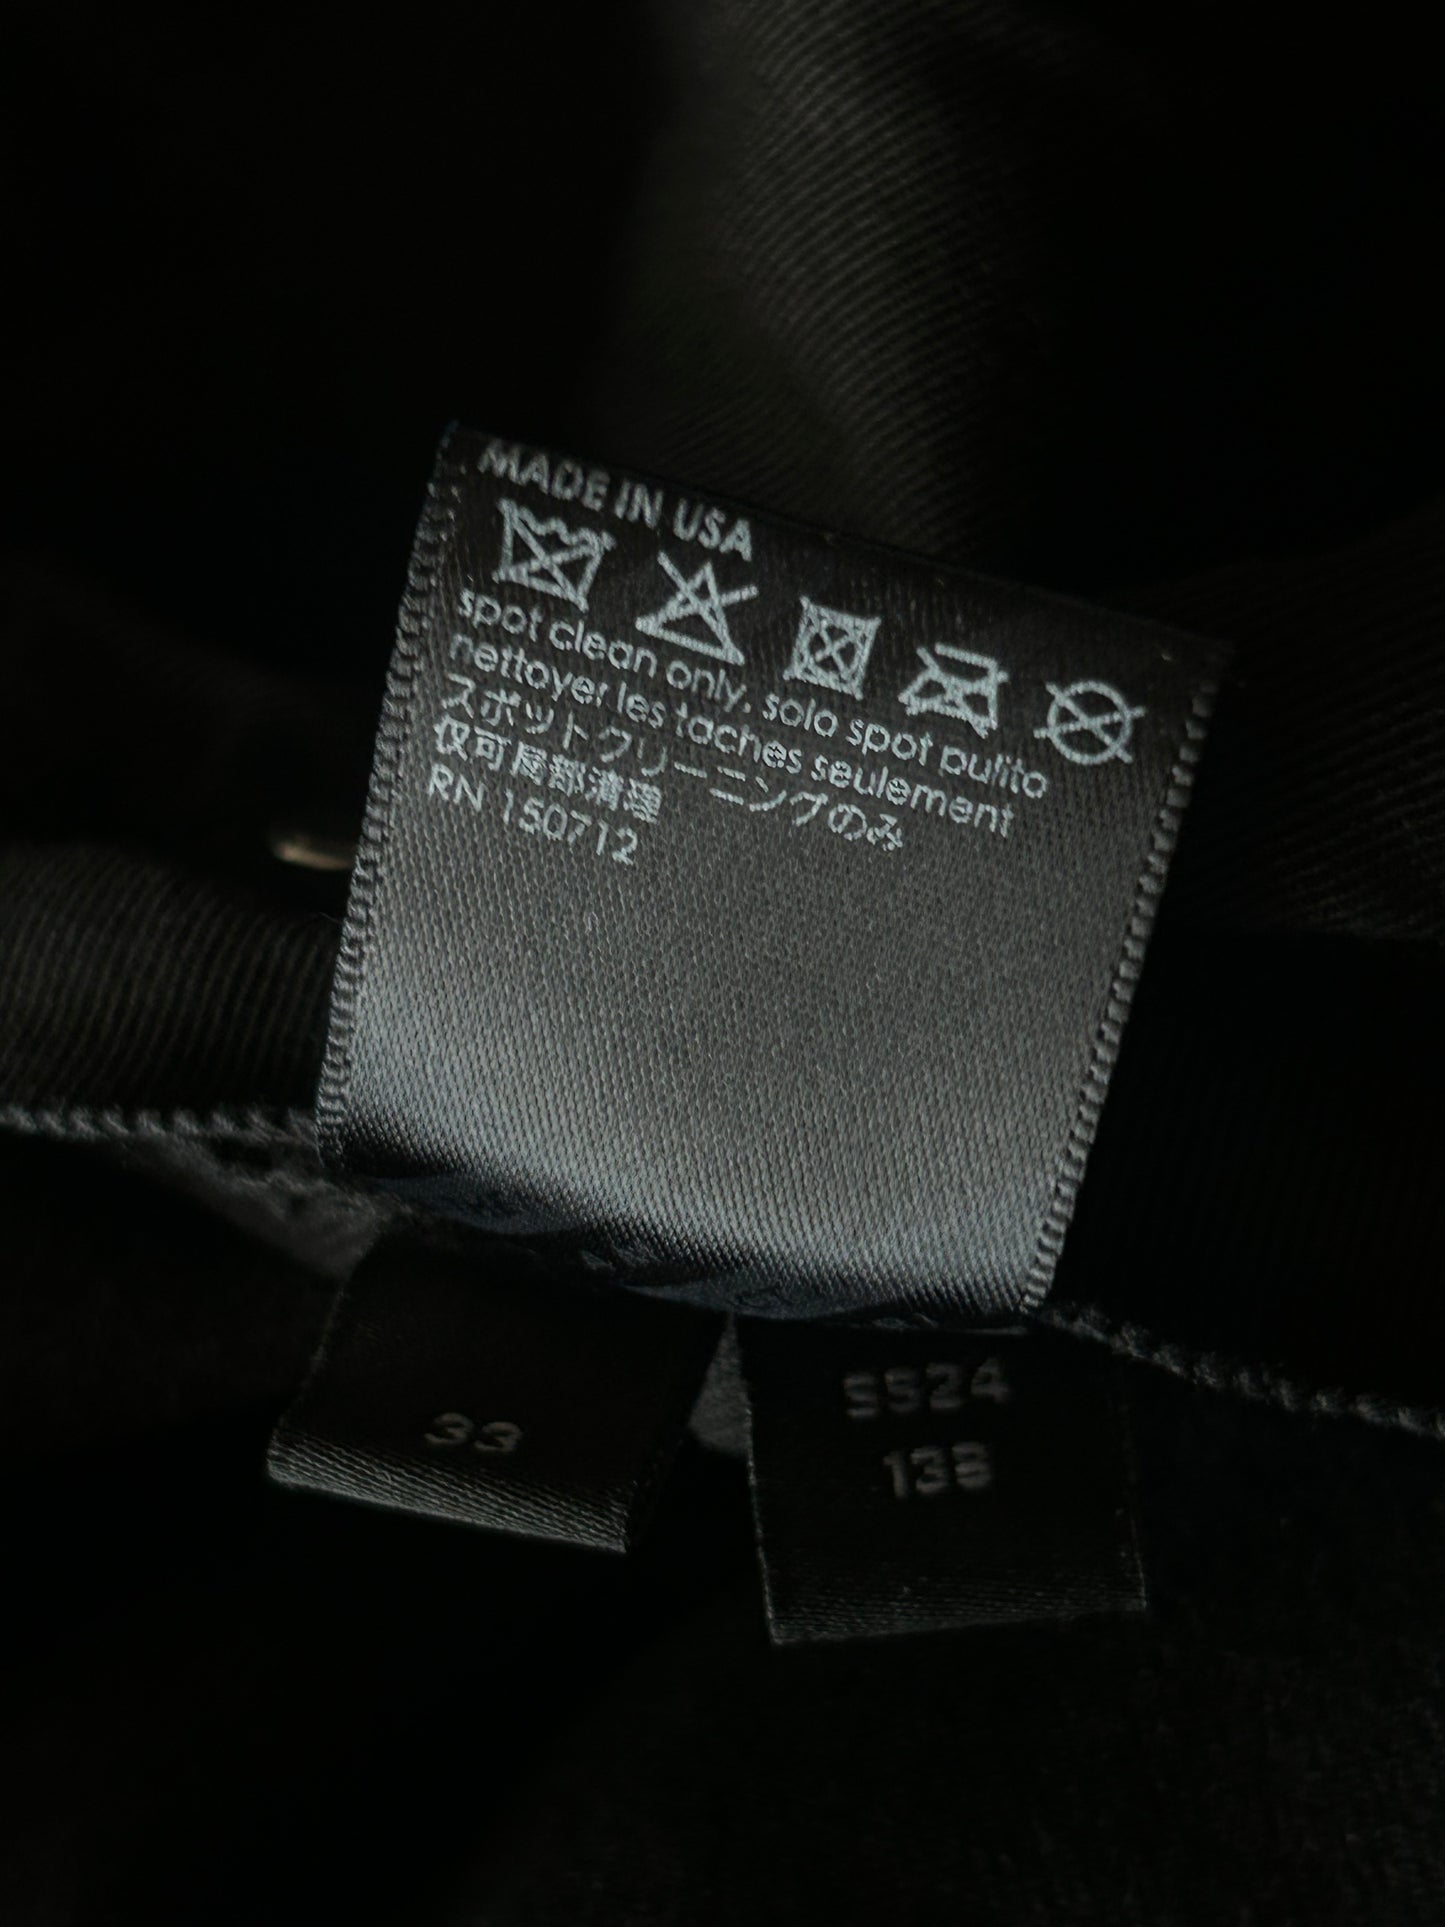 MADE IN USA
spot clean only, solo spot pulito
nettoyer les taches seulement
スポットクリーニングのみ
仅可局部清理
RN 150712
33
SS24
138